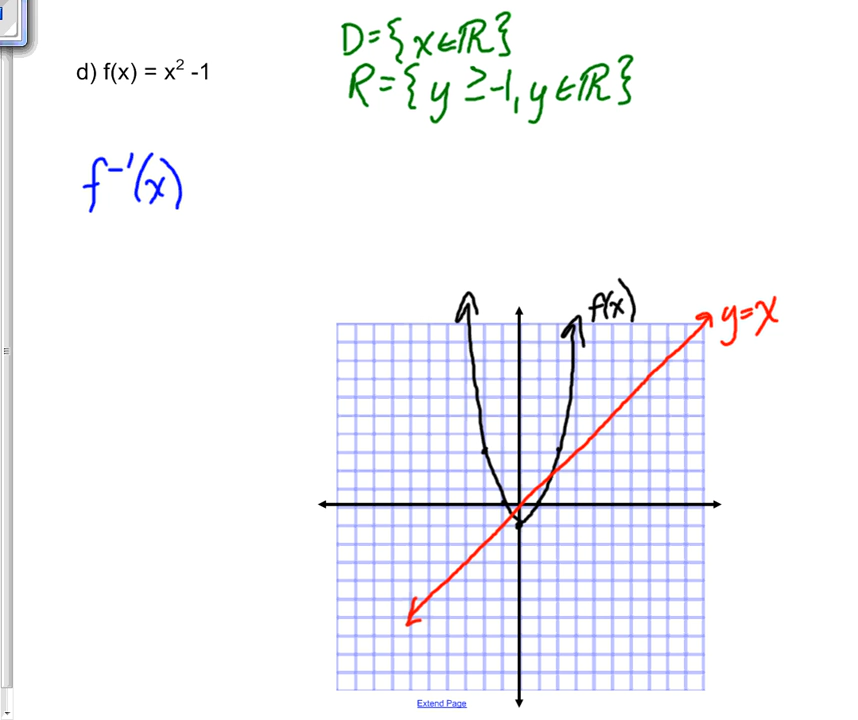 D={x∈ℝ}
d) f(x) = x² -1
R={y ≥-1, y∈ℝ}
f⁻¹(x)
f(x)
y=x
Extend Page